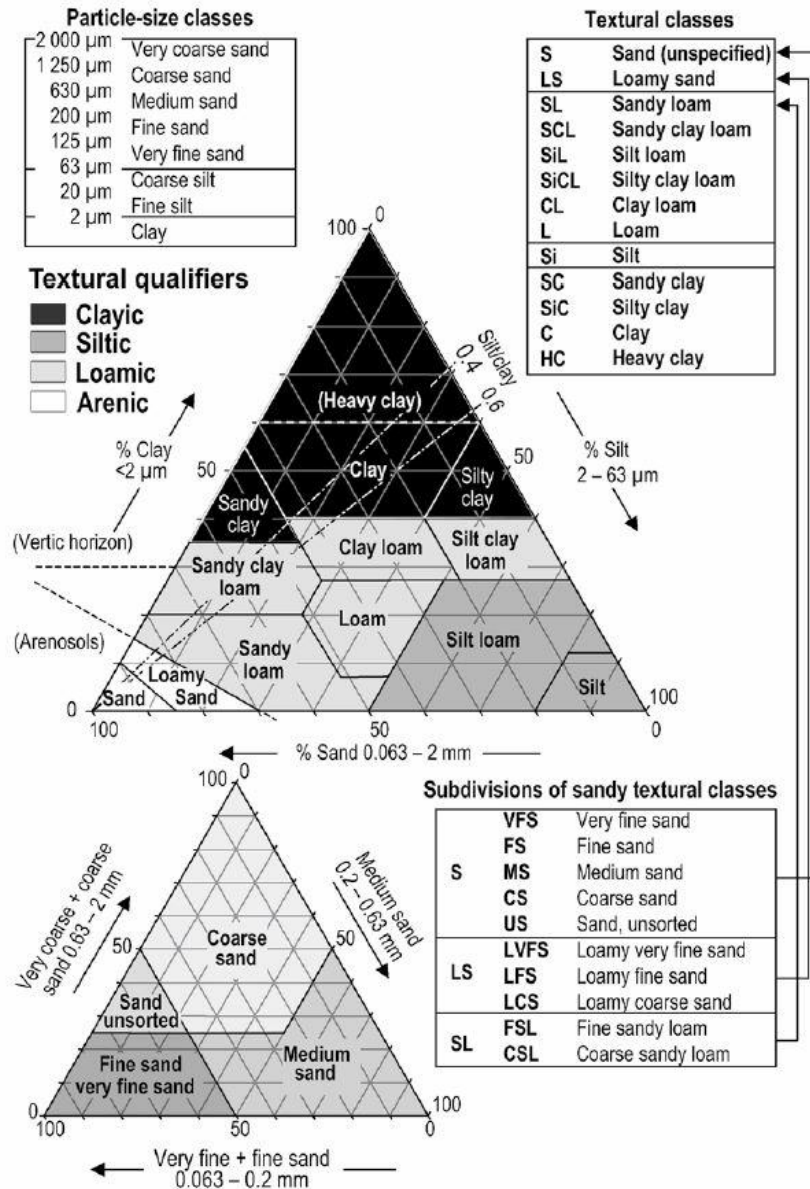 Particle-size classes
2 000 µm
Very coarse sand
1 250 µm
Coarse sand
630 µm
Medium sand
200 µm
Fine sand
125 µm
Very fine sand
63 µm
Coarse silt
20 µm
Fine silt
2 µm
Clay
Textural classes
S Sand (unspecified)
LS Loamy sand
SL Sandy loam
SCL Sandy clay loam
SiL Silt loam
SiCL Silty clay loam
CL Clay loam
L Loam
Si Silt
SC Sandy clay
SiC Silty clay
C Clay
HC Heavy clay
Textural qualifiers
Clayic
Siltic
Loamic
Arenic
100 0
Silt/clay
0.4 0.6
% Clay
<2 µm
% Silt
2 – 63 µm
50
50
(Heavy clay)
Clay
Sandy
clay
Silty
clay
(Vertic horizon)
Clay loam
Silt clay
loam
Sandy clay
loam
(Arenosols)
Loam
Sandy
loam
Silt loam
Loamy
Sand
Sand
Silt
0
100
100
50
0
% Sand 0.063 – 2 mm
100 0
Very coarse + coarse
sand 0.63 – 2 mm
Medium sand
0.2 – 0.63 mm
50
50
Coarse
sand
Sand
unsorted
Medium
sand
Fine sand
very fine sand
0
100
100
50
0
Very fine + fine sand
0.063 – 0.2 mm
Subdivisions of sandy textural classes
S
VFS Very fine sand
FS Fine sand
MS Medium sand
CS Coarse sand
US Sand, unsorted
LS
LVFS Loamy very fine sand
LFS Loamy fine sand
LCS Loamy coarse sand
SL
FSL Fine sandy loam
CSL Coarse sandy loam